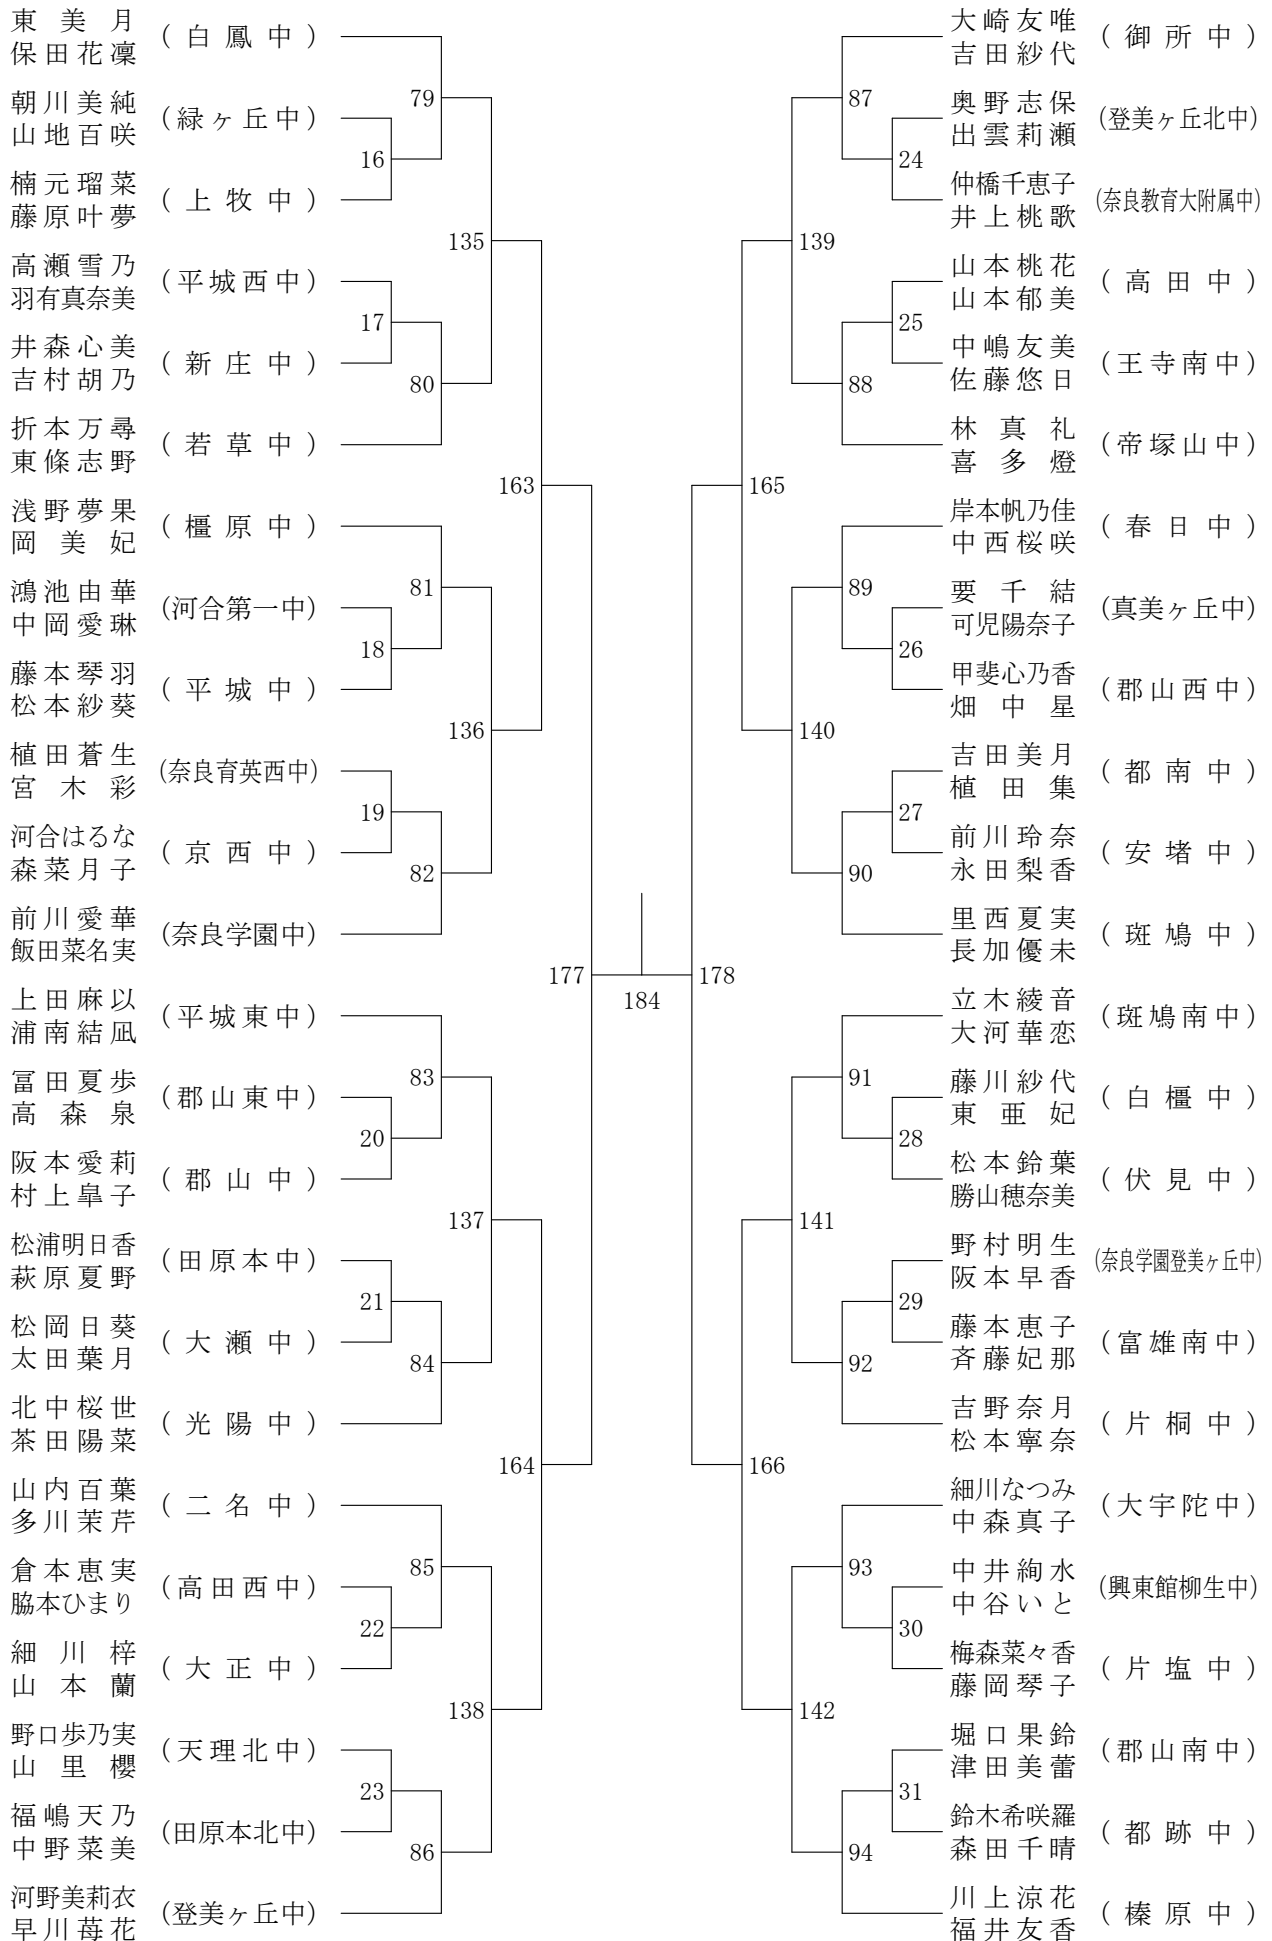 東美月
保田花凜
(白鳳中)
79
朝川美純
山地百咲
(緑ヶ丘中)
16
楠元瑠菜
藤原叶夢
(上牧中)
135
高瀬雪乃
羽有真奈美
(平城西中)
17
井森心美
吉村胡乃
(新庄中)
80
折本万尋
東條志野
(若草中)
163
浅野夢果
岡美妃
(橿原中)
81
鴻池由華
中岡愛琳
(河合第一中)
18
藤本琴羽
松本紗葵
(平城中)
136
植田蒼生
宮木彩
(奈良育英西中)
19
河合はるな
森菜月子
(京西中)
82
前川愛華
飯田菜名実
(奈良学園中)
177
上田麻以
浦南結凪
(平城東中)
83
冨田夏歩
高森泉
(郡山東中)
20
阪本愛莉
村上皐子
(郡山中)
137
松浦明日香
萩原夏野
(田原本中)
21
松岡日葵
太田葉月
(大瀬中)
84
北中桜世
茶田陽菜
(光陽中)
164
山内百葉
多川茉芹
(二名中)
85
倉本恵実
脇本ひまり
(高田西中)
22
細川梓
山本蘭
(大正中)
138
野口歩乃実
山里櫻
(天理北中)
23
福嶋天乃
中野菜美
(田原本北中)
86
河野美莉衣
早川苺花
(登美ヶ丘中)
184
大崎友唯
吉田紗代
(御所中)
87
奥野志保
出雲莉瀬
(登美ヶ丘北中)
24
仲橋千恵子
井上桃歌
(奈良教育大附属中)
139
山本桃花
山本郁美
(高田中)
25
中嶋友美
佐藤悠日
(王寺南中)
88
林真礼
喜多燈
(帝塚山中)
165
岸本帆乃佳
中西桜咲
(春日中)
89
要千結
可児陽奈子
(真美ヶ丘中)
26
甲斐心乃香
畑中星
(郡山西中)
140
吉田美月
植田集
(都南中)
27
前川玲奈
永田梨香
(安堵中)
90
里西夏実
長加優未
(斑鳩中)
178
立木綾音
大河華恋
(斑鳩南中)
91
藤川紗代
東亜妃
(白橿中)
28
松本鈴葉
勝山穂奈美
(伏見中)
141
野村明生
阪本早香
(奈良学園登美ヶ丘中)
29
藤本恵子
斉藤妃那
(富雄南中)
92
吉野奈月
松本寧奈
(片桐中)
166
細川なつみ
中森真子
(大宇陀中)
93
中井絢水
中谷いと
(興東館柳生中)
30
梅森菜々香
藤岡琴子
(片塩中)
142
堀口果鈴
津田美蕾
(郡山南中)
31
鈴木希咲羅
森田千晴
(都跡中)
94
川上涼花
福井友香
(榛原中)